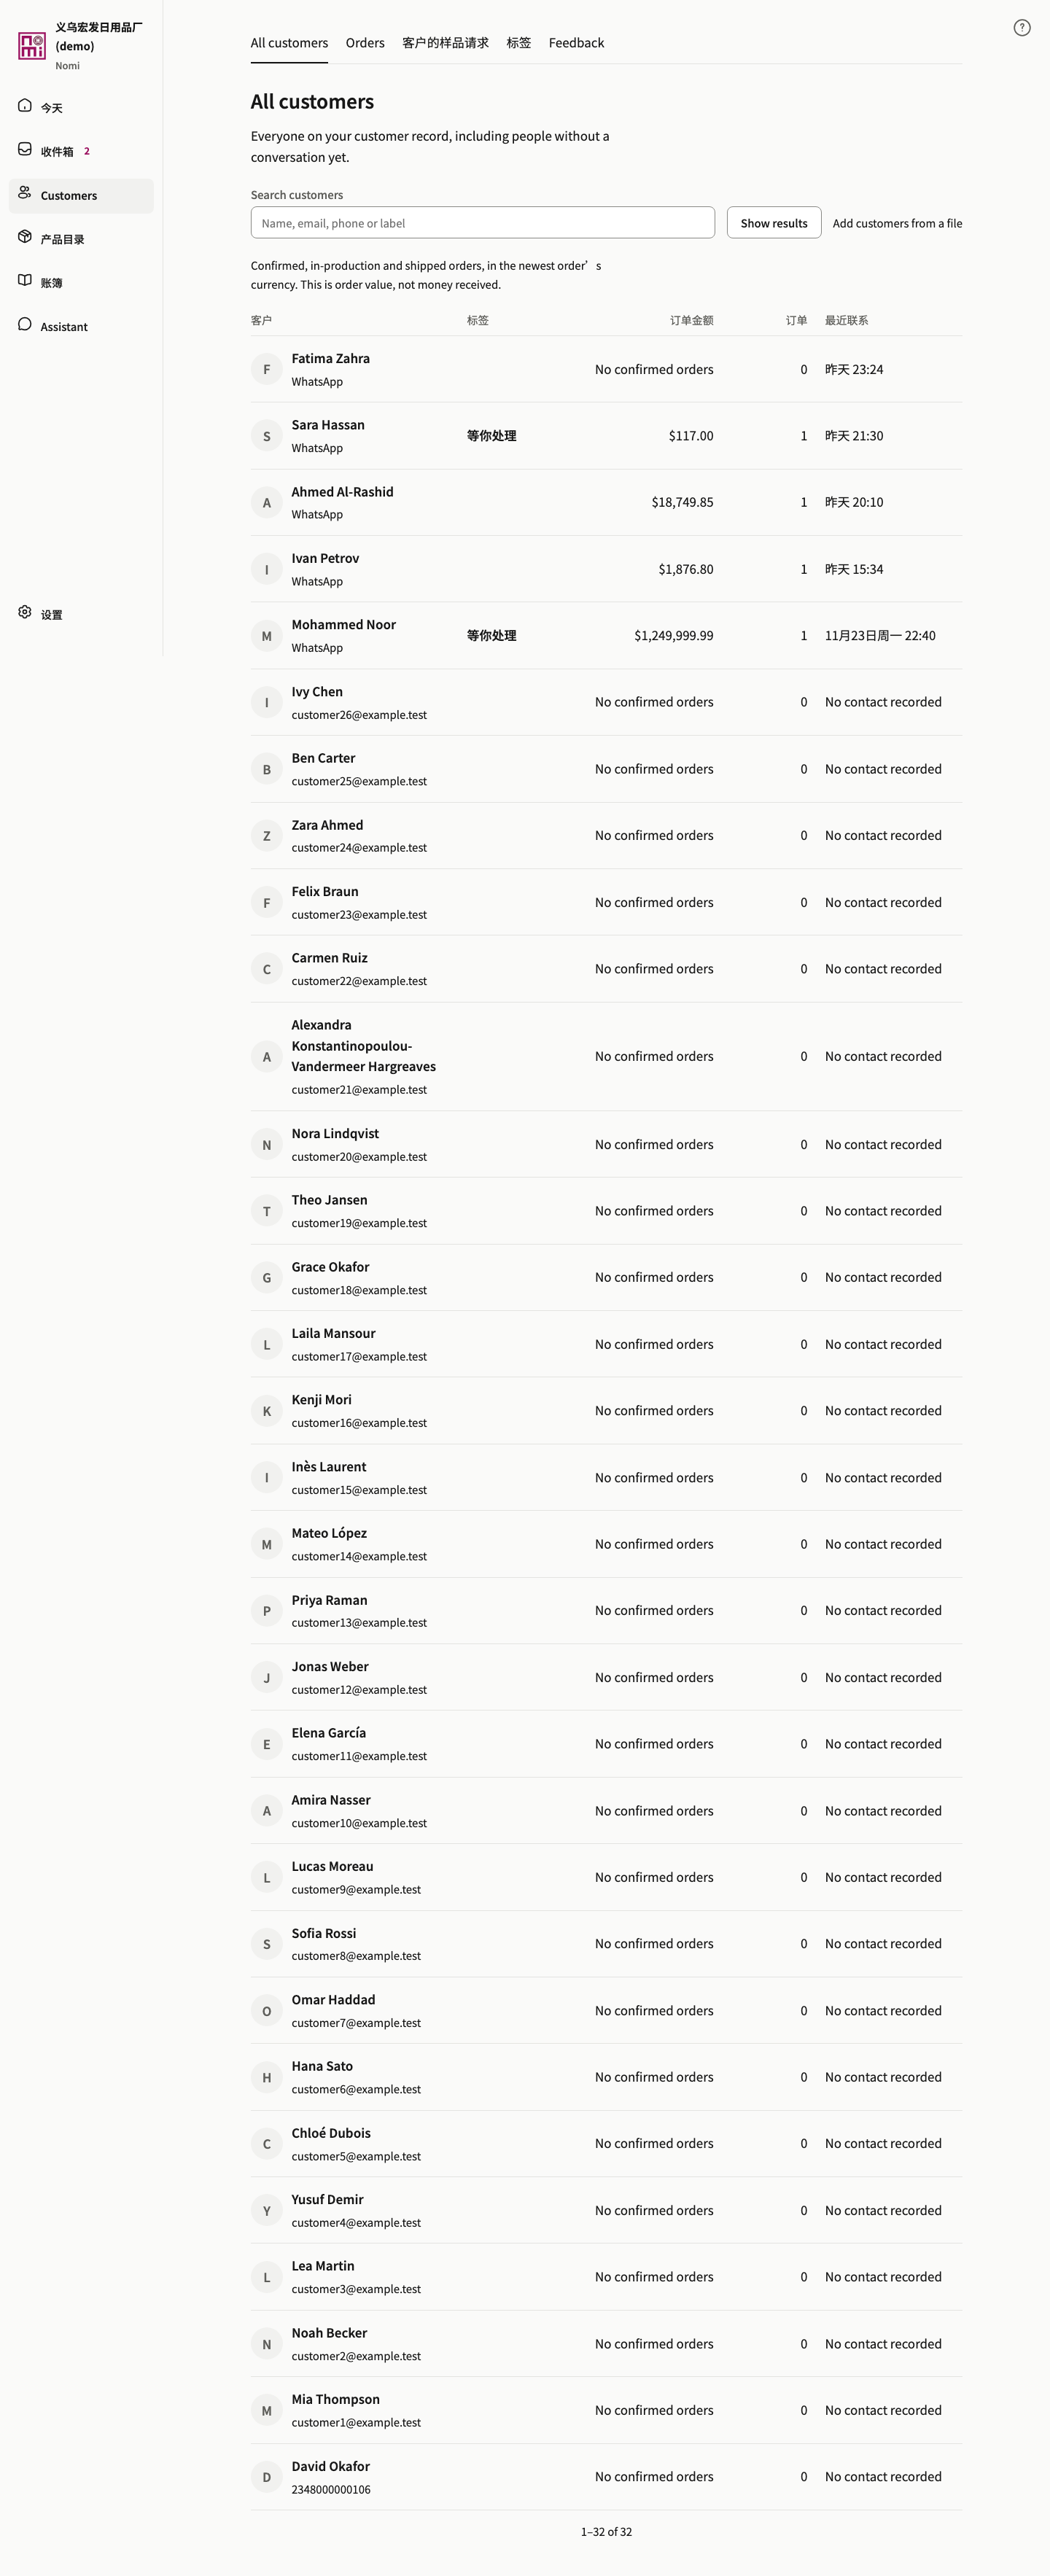 义乌宏发日用品厂
(demo)
Nomi
今天
收件箱 2
Customers
产品目录
账簿
Assistant
设置
All customers Orders 客户的样品请求 标签 Feedback
All customers
Everyone on your customer record, including people without a
conversation yet.
Search customers
Name, email, phone or label Show results Add customers from a file
Confirmed, in-production and shipped orders, in the newest order’s
currency. This is order value, not money received.
客户 标签 订单金额 订单 最近联系
F Fatima Zahra No confirmed orders 0 昨天 23:24
WhatsApp
S Sara Hassan 等你处理 $117.00 1 昨天 21:30
WhatsApp
A Ahmed Al-Rashid $18,749.85 1 昨天 20:10
WhatsApp
I Ivan Petrov $1,876.80 1 昨天 15:34
WhatsApp
M Mohammed Noor 等你处理 $1,249,999.99 1 11月23日周一 22:40
WhatsApp
I Ivy Chen No confirmed orders 0 No contact recorded
customer26@example.test
B Ben Carter No confirmed orders 0 No contact recorded
customer25@example.test
Z Zara Ahmed No confirmed orders 0 No contact recorded
customer24@example.test
F Felix Braun No confirmed orders 0 No contact recorded
customer23@example.test
C Carmen Ruiz No confirmed orders 0 No contact recorded
customer22@example.test
Alexandra
Konstantinopoulou-
A Vandermeer Hargreaves No confirmed orders 0 No contact recorded
customer21@example.test
N Nora Lindqvist No confirmed orders 0 No contact recorded
customer20@example.test
T Theo Jansen No confirmed orders 0 No contact recorded
customer19@example.test
G Grace Okafor No confirmed orders 0 No contact recorded
customer18@example.test
L Laila Mansour No confirmed orders 0 No contact recorded
customer17@example.test
K Kenji Mori No confirmed orders 0 No contact recorded
customer16@example.test
I Inès Laurent No confirmed orders 0 No contact recorded
customer15@example.test
M Mateo López No confirmed orders 0 No contact recorded
customer14@example.test
P Priya Raman No confirmed orders 0 No contact recorded
customer13@example.test
J Jonas Weber No confirmed orders 0 No contact recorded
customer12@example.test
E Elena García No confirmed orders 0 No contact recorded
customer11@example.test
A Amira Nasser No confirmed orders 0 No contact recorded
customer10@example.test
L Lucas Moreau No confirmed orders 0 No contact recorded
customer9@example.test
S Sofia Rossi No confirmed orders 0 No contact recorded
customer8@example.test
O Omar Haddad No confirmed orders 0 No contact recorded
customer7@example.test
H Hana Sato No confirmed orders 0 No contact recorded
customer6@example.test
C Chloé Dubois No confirmed orders 0 No contact recorded
customer5@example.test
Y Yusuf Demir No confirmed orders 0 No contact recorded
customer4@example.test
L Lea Martin No confirmed orders 0 No contact recorded
customer3@example.test
N Noah Becker No confirmed orders 0 No contact recorded
customer2@example.test
M Mia Thompson No confirmed orders 0 No contact recorded
customer1@example.test
D David Okafor No confirmed orders 0 No contact recorded
2348000000106
1–32 of 32